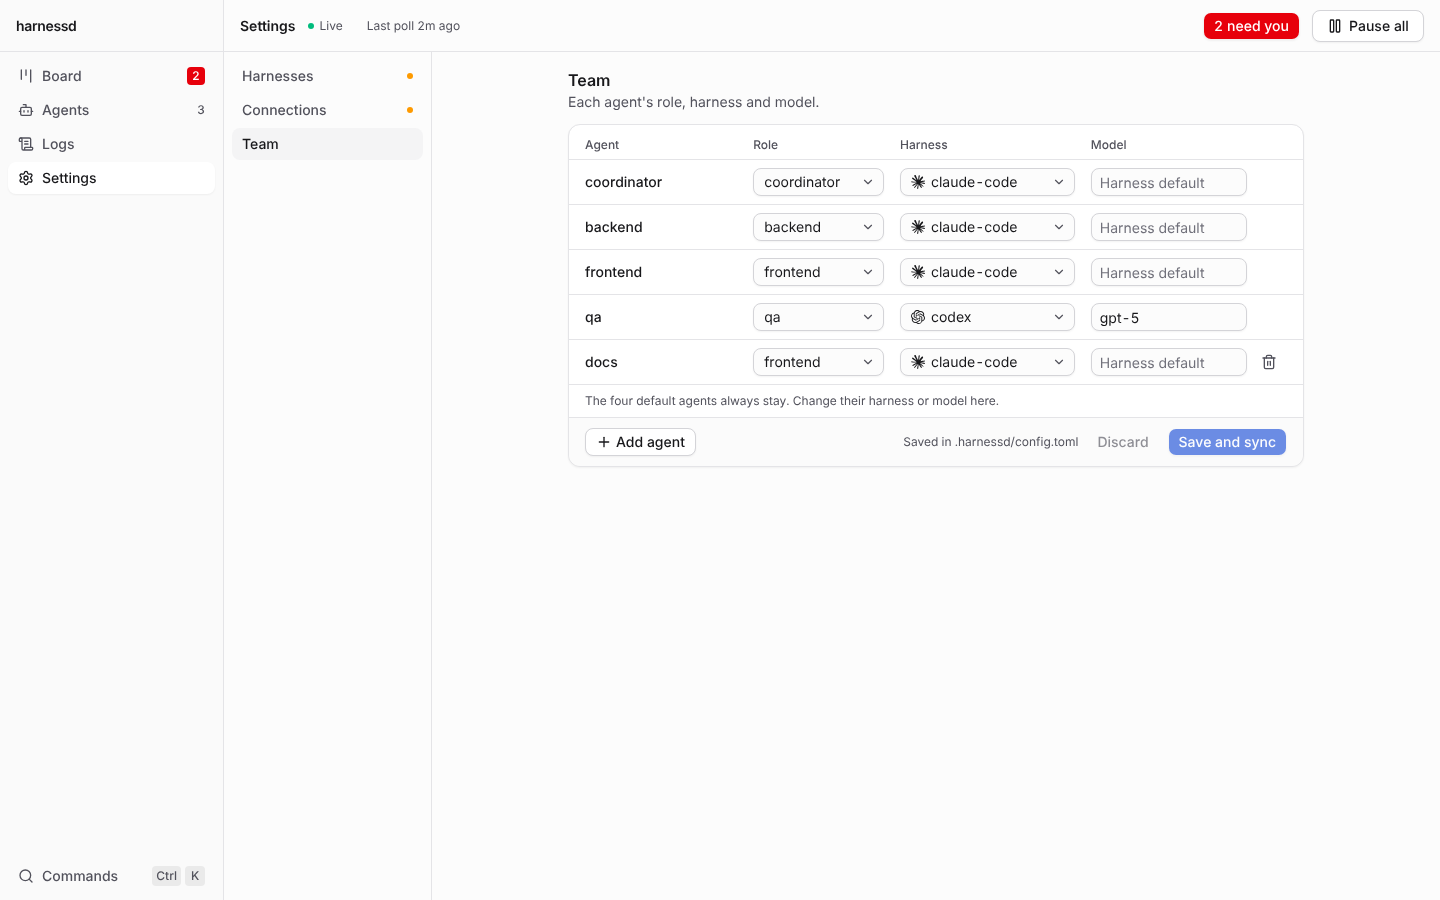 harnessd
Settings
Live
Last poll 2m ago
2 need you
Pause all
Board
2
Agents
3
Logs
Settings
Harnesses
Connections
Team
Team
Each agent's role, harness and model.
Agent Role Harness Model
coordinator coordinator claude-code Harness default
backend backend claude-code Harness default
frontend frontend claude-code Harness default
qa qa codex gpt-5
docs frontend claude-code Harness default
The four default agents always stay. Change their harness or model here.
Add agent
Saved in .harnessd/config.toml
Discard
Save and sync
Commands
Ctrl K